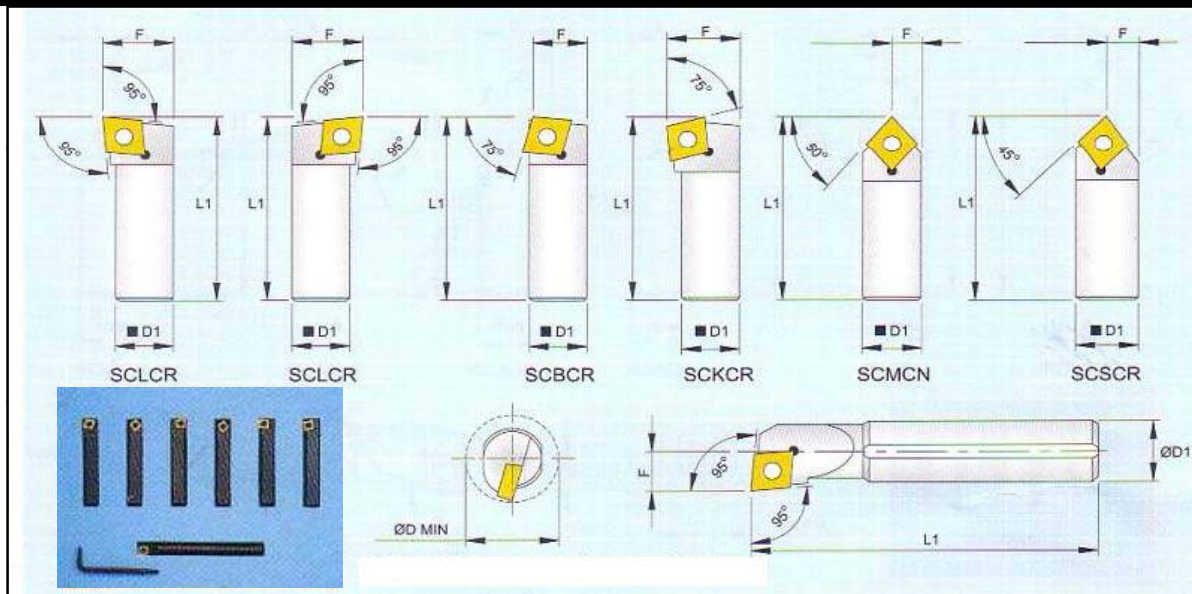 F F F F F F
95° 95° 75°
95° 95° 75° 50° 45°
L1 L1 L1 L1 L1 L1
■ D1 ■ D1 ■ D1 ■ D1 ■ D1 ■ D1
SCLCR SCLCR SCBCR SCKCR SCMCN SCSCR
F 95° ØD1
95°
ØD MIN L1